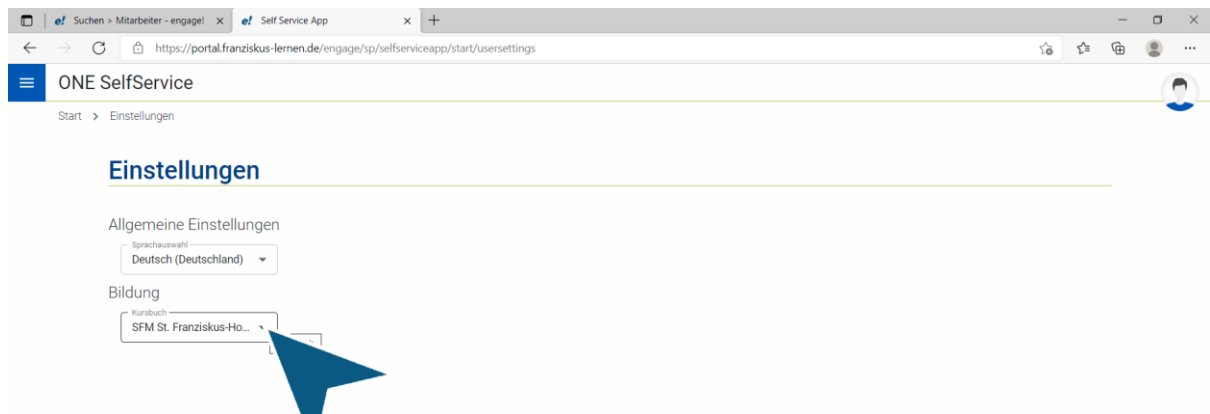 e! Suchen > Mitarbeiter - engage! × e! Self Service App × +
https://portal.franziskus-lernen.de/engage/sp/selfserviceapp/start/usersettings
ONE SelfService
Start > Einstellungen
Einstellungen
Allgemeine Einstellungen
Sprachauswahl
Deutsch (Deutschland)
Bildung
Kursbuch
SFM St. Franziskus-Ho...